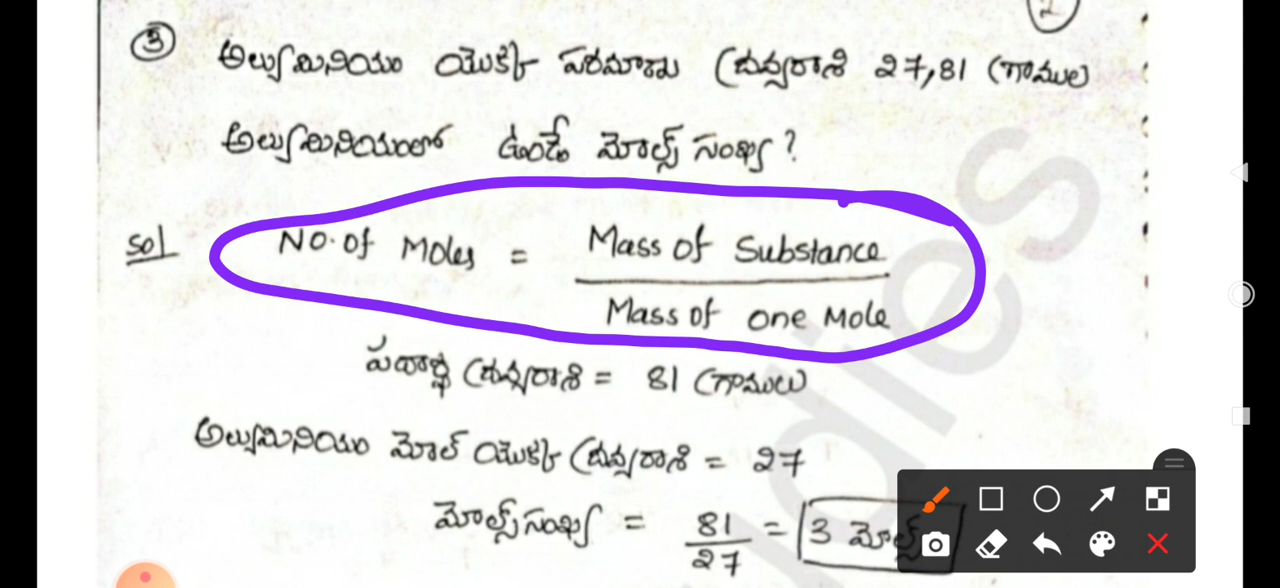 2
③ అల్యుమినియం యొక్క పరమాణు ద్రవ్యరాశి 27,81 గ్రాముల
అల్యుమినియంలో ఉండే మోల్స్ సంఖ్య?
Sol No. of Moles = Mass of Substance
Mass of one Mole
పదార్థ ద్రవ్యరాశి = 81 గ్రాములు
అల్యుమినియం మోల్ యొక్క ద్రవ్యరాశి = 27
మోల్స్ సంఖ్య = 81 = 3 మోల్స్
27